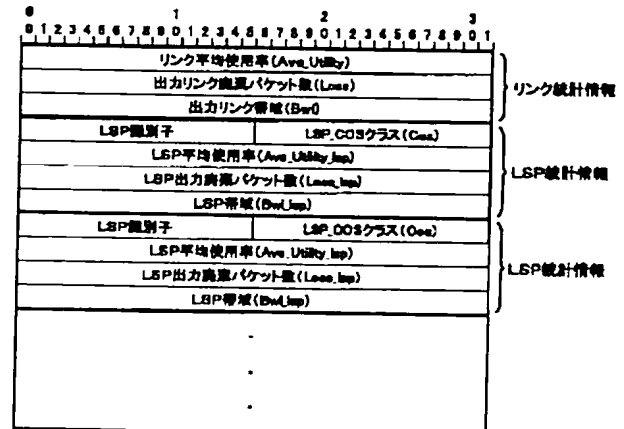 0 1 2 3
0 1 2 3 4 5 6 7 8 9 0 1 2 3 4 5 6 7 8 9 0 1 2 3 4 5 6 7 8 9 0 1
リンク平均使用率(Ave_Utility)
出力リンク廃棄パケット数(Loss)
出力リンク帯域(Bwl)
リンク統計情報
LSP識別子 LSP_COSクラス(Cos)
LSP平均使用率(Ave_Utility_lsp)
LSP出力廃棄パケット数(Loss_lsp)
LSP帯域(Bwl_lsp)
LSP統計情報
LSP識別子 LSP_COSクラス(Cos)
LSP平均使用率(Ave_Utility_lsp)
LSP出力廃棄パケット数(Loss_lsp)
LSP帯域(Bwl_lsp)
LSP統計情報